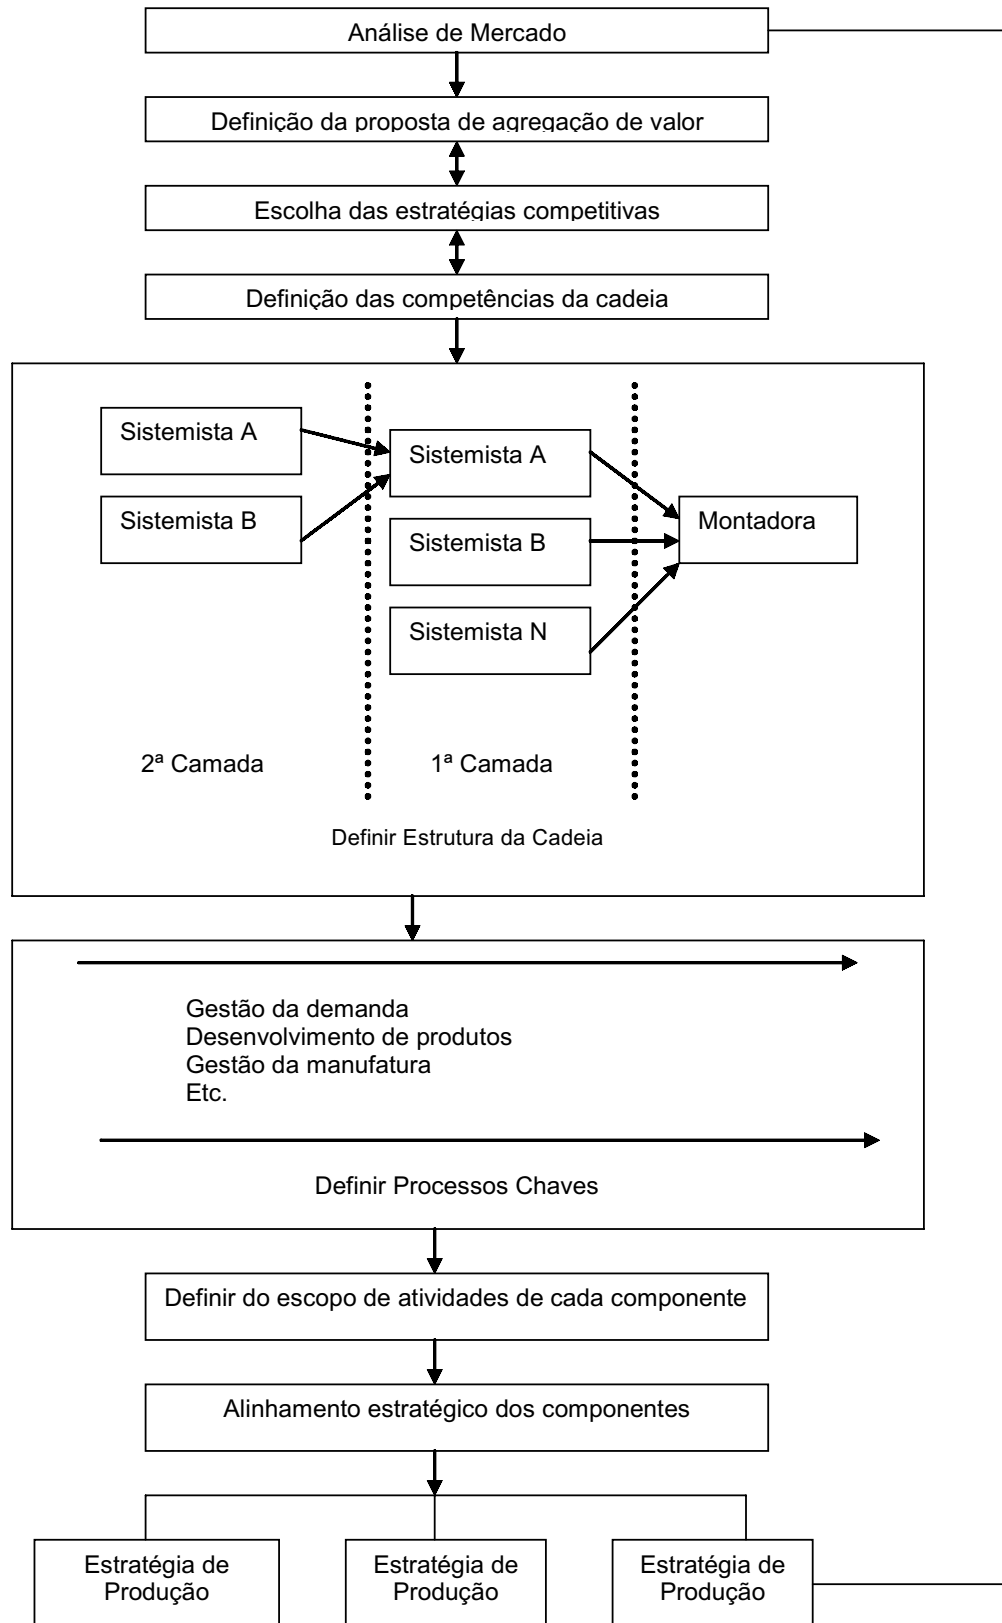 Análise de Mercado
Definição da proposta de agregação de valor
Escolha das estratégias competitivas
Definição das competências da cadeia
Sistemista A
Sistemista B
Sistemista A
Sistemista B
Sistemista N
Montadora
2ª Camada
1ª Camada
Definir Estrutura da Cadeia
Gestão da demanda
Desenvolvimento de produtos
Gestão da manufatura
Etc.
Definir Processos Chaves
Definir do escopo de atividades de cada componente
Alinhamento estratégico dos componentes
Estratégia de
Produção
Estratégia de
Produção
Estratégia de
Produção